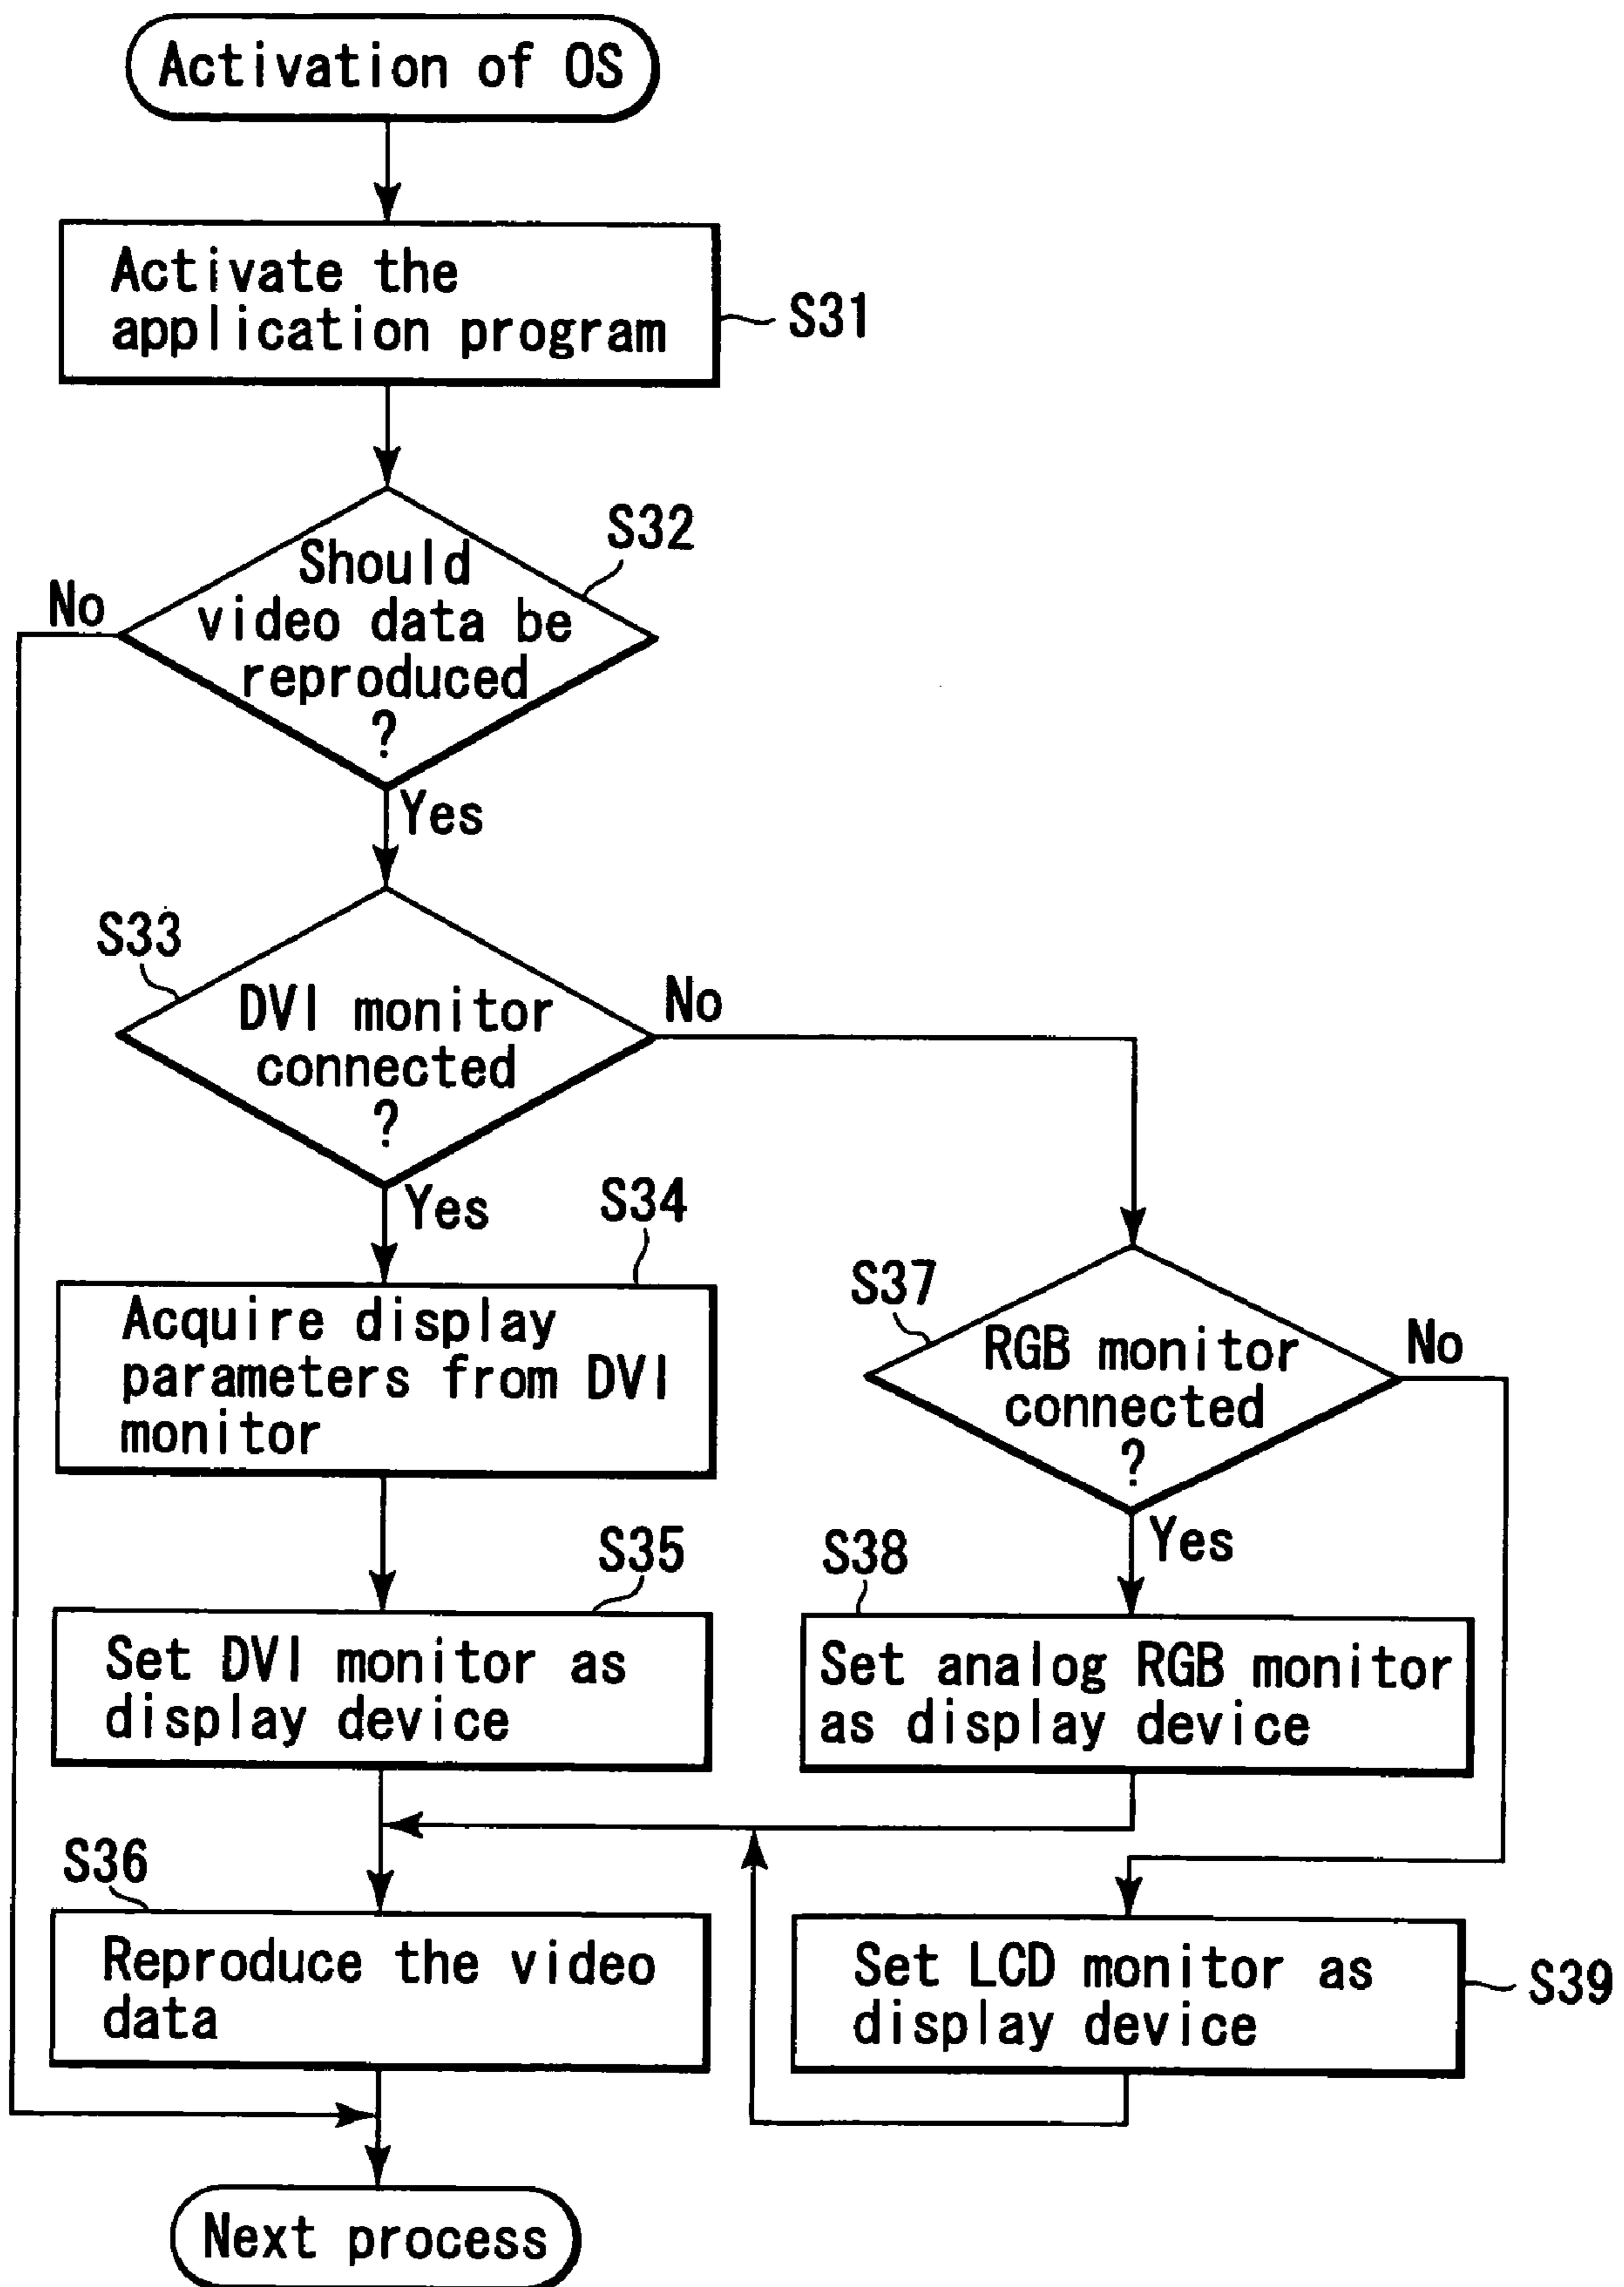 Activation of OS
Activate the
application program
S31
S32
Should
video data be
reproduced
?
No
Yes
S33
DVI monitor
connected
?
No
Yes
S34
Acquire display
parameters from DVI
monitor
S37
RGB monitor
connected
?
No
Yes
S35
Set DVI monitor as
display device
S38
Set analog RGB monitor
as display device
S36
Reproduce the video
data
Set LCD monitor as
display device
S39
Next process